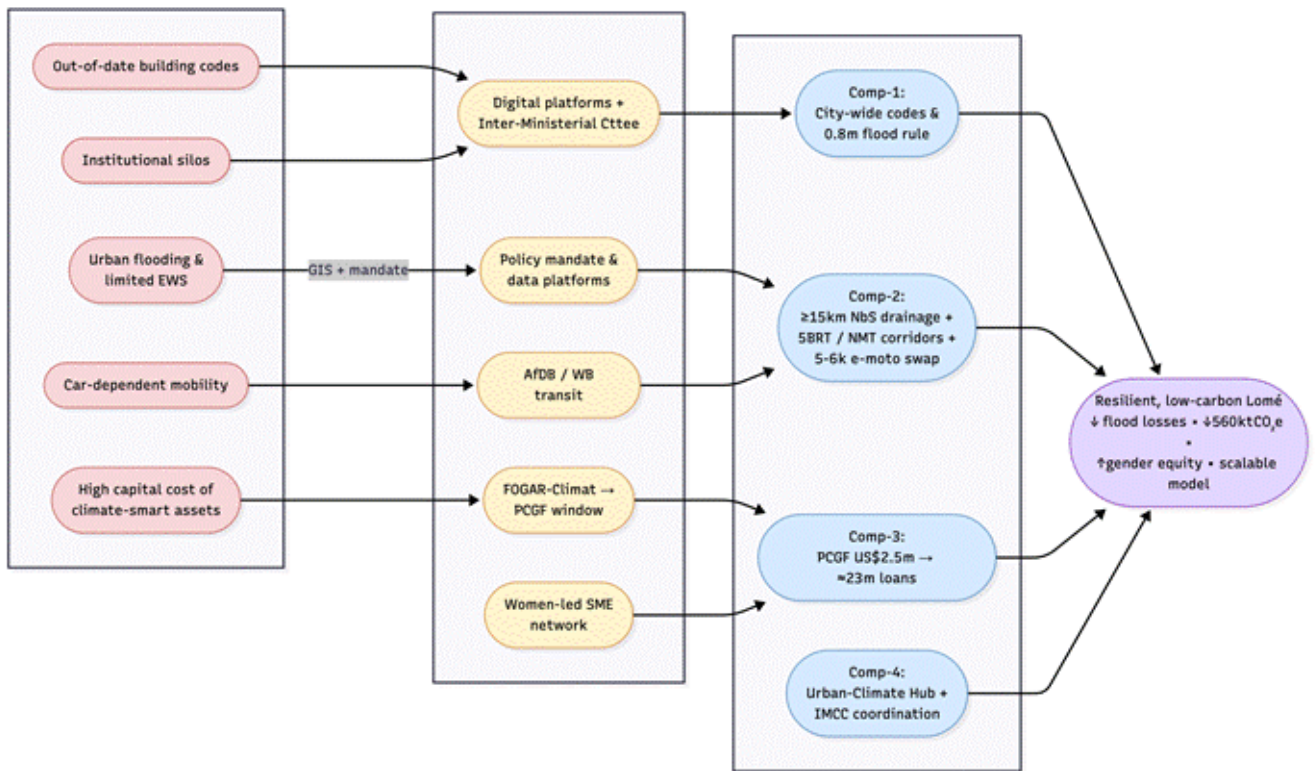 Out-of-date building codes
Institutional silos
Urban flooding &
limited EWS
Car-dependent mobility
High capital cost of
climate-smart assets
GIS + mandate
Digital platforms +
Inter-Ministerial Cttee
Policy mandate &
data platforms
AfDB / WB
transit
FOGAR-Climat →
PCGF window
Women-led SME
network
Comp-1:
City-wide codes &
0.8m flood rule
Comp-2:
≥15km NbS drainage +
5BRT / NMT corridors +
5-6k e-moto swap
Comp-3:
PCGF US$2.5m →
≈23m loans
Comp-4:
Urban-Climate Hub +
IMCC coordination
Resilient, low-carbon Lomé
↓ flood losses • ↓560ktCO₂e
•
↑gender equity • scalable
model